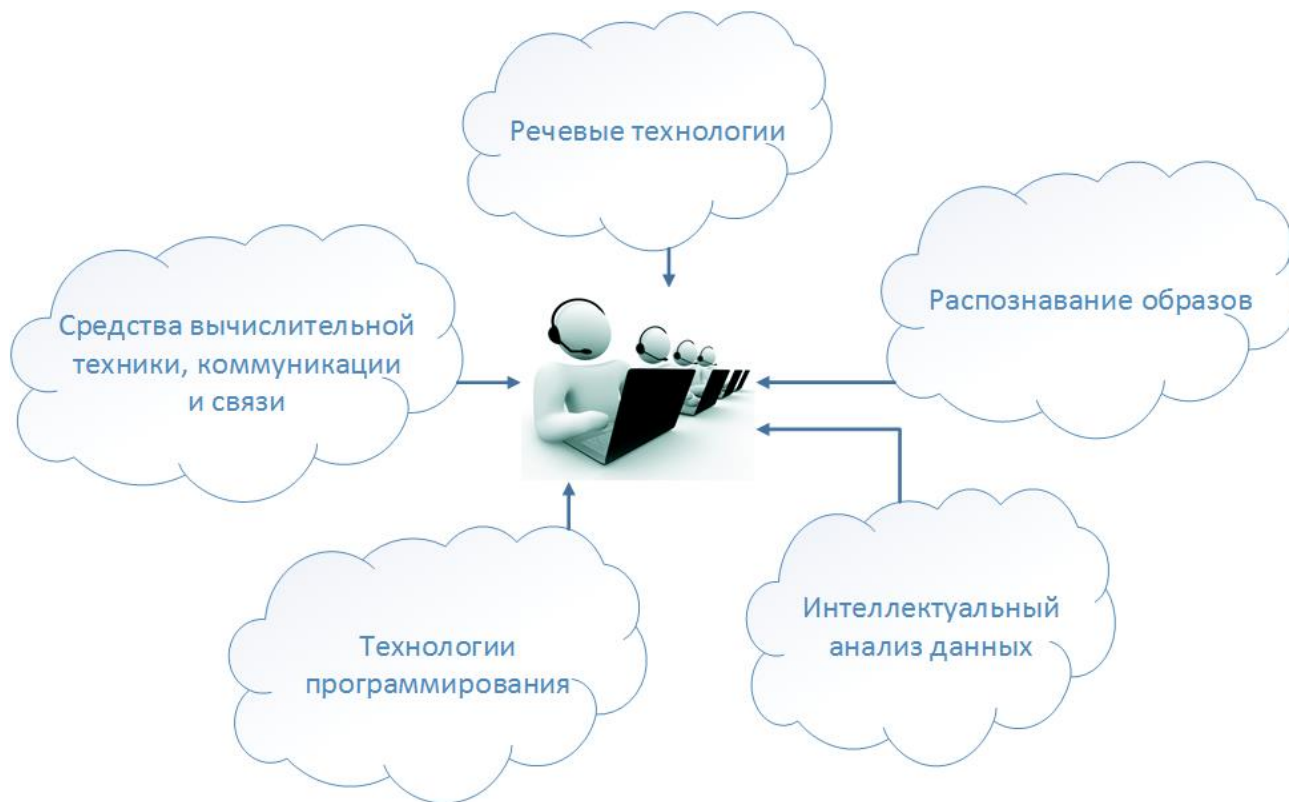 Речевые технологии
Распознавание образов
Средства вычислительной
техники, коммуникации
и связи
Интеллектуальный
анализ данных
Технологии
программирования